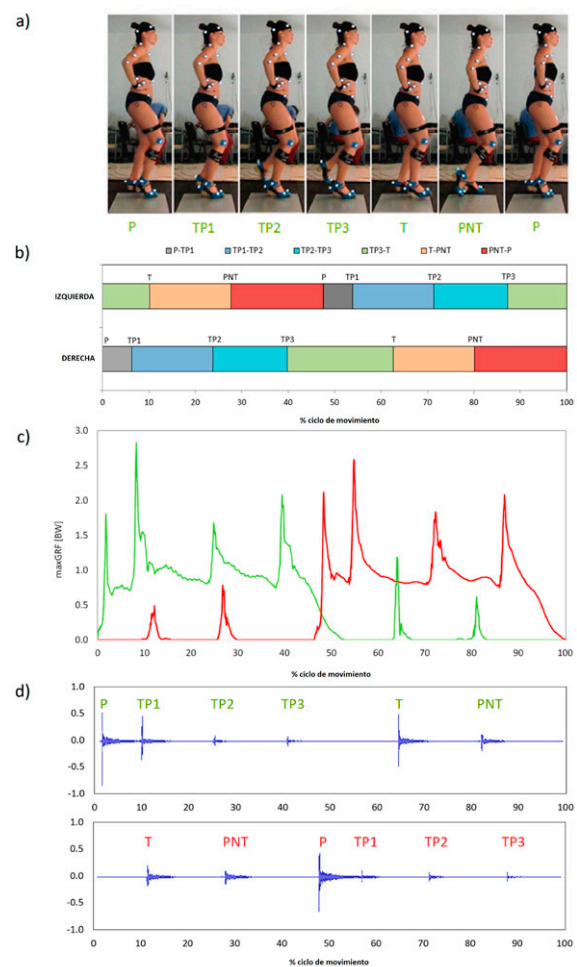 a)
P TP1 TP2 TP3 T PNT P
b)
P-TP1 TP1-TP2 TP2-TP3 TP3-T T-PNT PNT-P
T PNT P TP1 TP2 TP3
IZQUIERDA
P TP1 TP2 TP3 T PNT
DERECHA
0 10 20 30 40 50 60 70 80 90 100
% ciclo de movimiento
c)
3.0
2.5
2.0
1.5
1.0
0.5
0.0
maxGRF [BW]
0 10 20 30 40 50 60 70 80 90 100
% ciclo de movimiento
d)
1.0
0.5
0.0
-0.5
-1.0
P TP1 TP2 TP3 T PNT
0 10 20 30 40 50 60 70 80 90 100
1.0
0.5
0.0
-0.5
-1.0
T PNT P TP1 TP2 TP3
0 10 20 30 40 50 60 70 80 90 100
% ciclo de movimiento